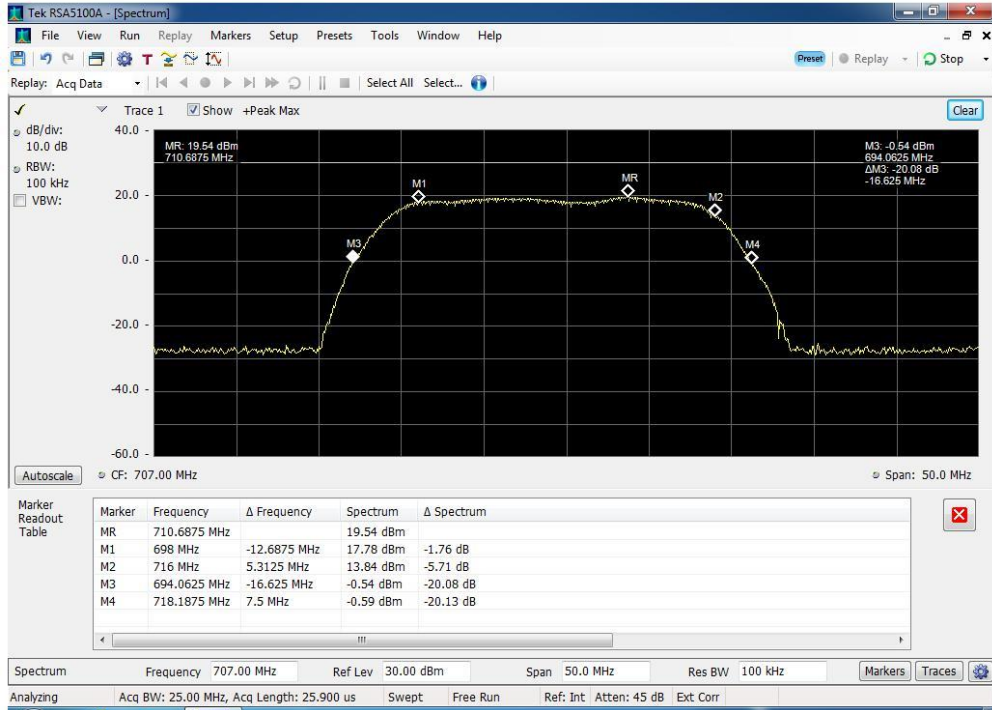 Tek RSA5100A - [Spectrum]
File View Run Replay Markers Setup Presets Tools Window Help
Preset Replay Stop
Replay: Acq Data Select All Select...
Trace 1 Show +Peak Max Clear
dB/div:
10.0 dB
RBW:
100 kHz
VBW:
40.0
20.0
0.0
-20.0
-40.0
-60.0
MR: 19.54 dBm
710.6875 MHz
M3: -0.54 dBm
694.0625 MHz
ΔM3: -20.08 dB
-16.625 MHz
M1
MR
M2
M3
M4
Autoscale CF: 707.00 MHz Span: 50.0 MHz
Marker Readout Table
Marker Frequency Δ Frequency Spectrum Δ Spectrum
MR 710.6875 MHz 19.54 dBm
M1 698 MHz -12.6875 MHz 17.78 dBm -1.76 dB
M2 716 MHz 5.3125 MHz 13.84 dBm -5.71 dB
M3 694.0625 MHz -16.625 MHz -0.54 dBm -20.08 dB
M4 718.1875 MHz 7.5 MHz -0.59 dBm -20.13 dB
Spectrum Frequency 707.00 MHz Ref Lev 30.00 dBm Span 50.0 MHz Res BW 100 kHz Markers Traces
Analyzing Acq BW: 25.00 MHz, Acq Length: 25.900 us Swept Free Run Ref: Int Atten: 45 dB Ext Corr